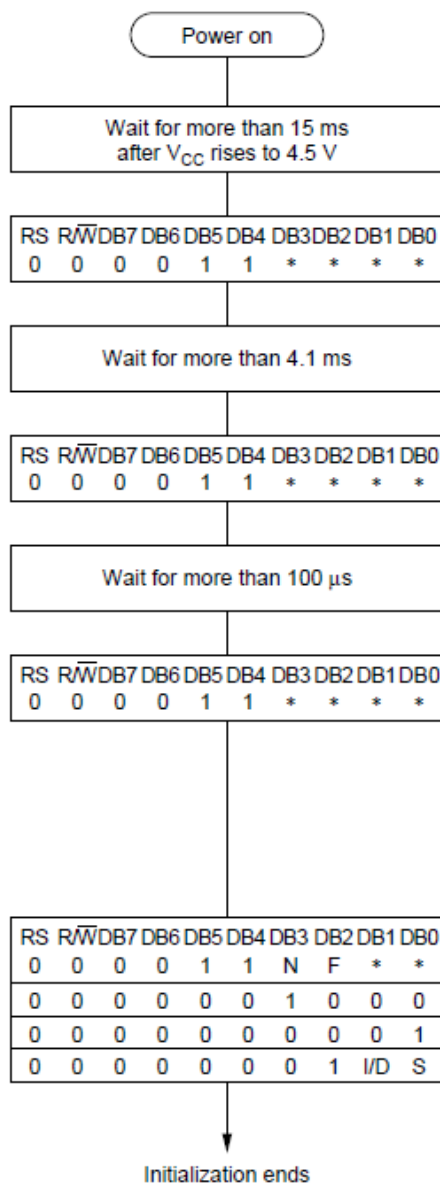 Power on
Wait for more than 15 ms
after VCC rises to 4.5 V
RS R/W̅ DB7 DB6 DB5 DB4 DB3 DB2 DB1 DB0
0 0 0 0 1 1 * * * *
Wait for more than 4.1 ms
RS R/W̅ DB7 DB6 DB5 DB4 DB3 DB2 DB1 DB0
0 0 0 0 1 1 * * * *
Wait for more than 100 μs
RS R/W̅ DB7 DB6 DB5 DB4 DB3 DB2 DB1 DB0
0 0 0 0 1 1 * * * *
RS R/W̅ DB7 DB6 DB5 DB4 DB3 DB2 DB1 DB0
0 0 0 0 1 1 N F * *
0 0 0 0 0 0 1 0 0 0
0 0 0 0 0 0 0 0 0 1
0 0 0 0 0 0 0 1 I/D S
Initialization ends